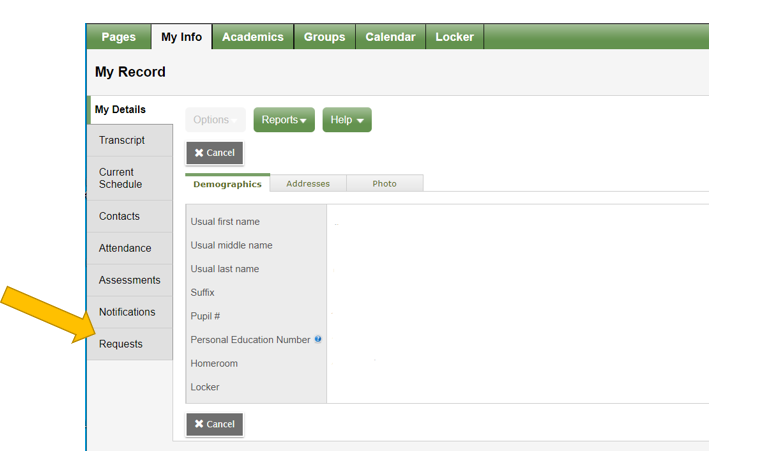 Pages My Info Academics Groups Calendar Locker
My Record
My Details
Transcript
Current
Schedule
Contacts
Attendance
Assessments
Notifications
Requests
Options Reports Help
Cancel
Demographics Addresses Photo
Usual first name
Usual middle name
Usual last name
Suffix
Pupil #
Personal Education Number
Homeroom
Locker
Cancel